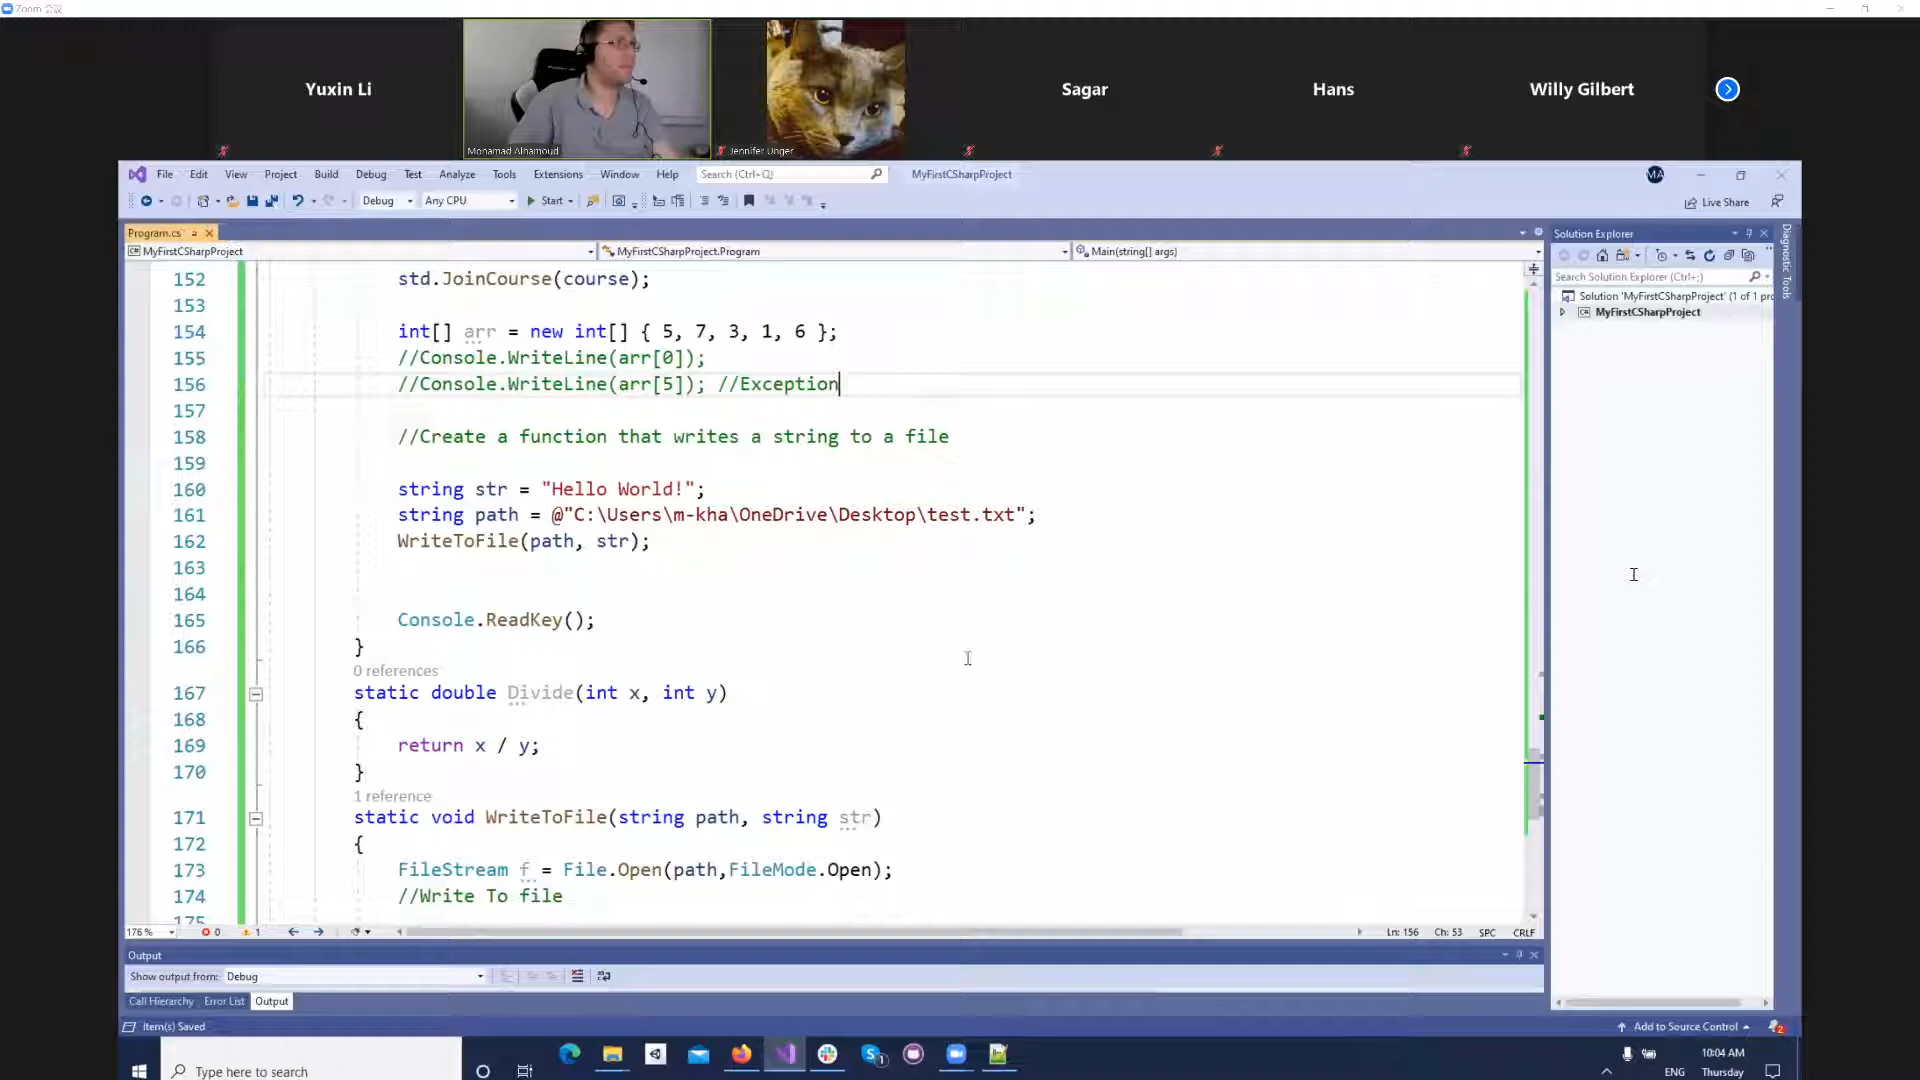 Zoom 会议
Yuxin Li
Sagar
Hans
Willy Gilbert
Mohamad Alhamoud
Jennifer Unger
File Edit View Project Build Debug Test Analyze Tools Extensions Window Help Search (Ctrl+Q) MyFirstCSharpProject MA
Debug Any CPU Start Live Share
Program.cs* Solution Explorer
MyFirstCSharpProject MyFirstCSharpProject.Program Main(string[] args)
Diagnostic Tools
Search Solution Explorer (Ctrl+;)
Solution 'MyFirstCSharpProject' (1 of 1 pro
MyFirstCSharpProject
152 std.JoinCourse(course);
153
154 int[] arr = new int[] { 5, 7, 3, 1, 6 };
155 //Console.WriteLine(arr[0]);
156 //Console.WriteLine(arr[5]); //Exception
157
158 //Create a function that writes a string to a file
159
160 string str = "Hello World!";
161 string path = @"C:\Users\m-kha\OneDrive\Desktop\test.txt";
162 WriteToFile(path, str);
163
164
165 Console.ReadKey();
166 }
0 references
167 static double Divide(int x, int y)
168 {
169 return x / y;
170 }
1 reference
171 static void WriteToFile(string path, string str)
172 {
173 FileStream f = File.Open(path,FileMode.Open);
174 //Write To file
175
176 % 0 1 Ln: 156 Ch: 53 SPC CRLF
Output
Show output from: Debug
Call Hierarchy Error List Output
Item(s) Saved Add to Source Control 2
Type here to search
10:04 AM
ENG Thursday